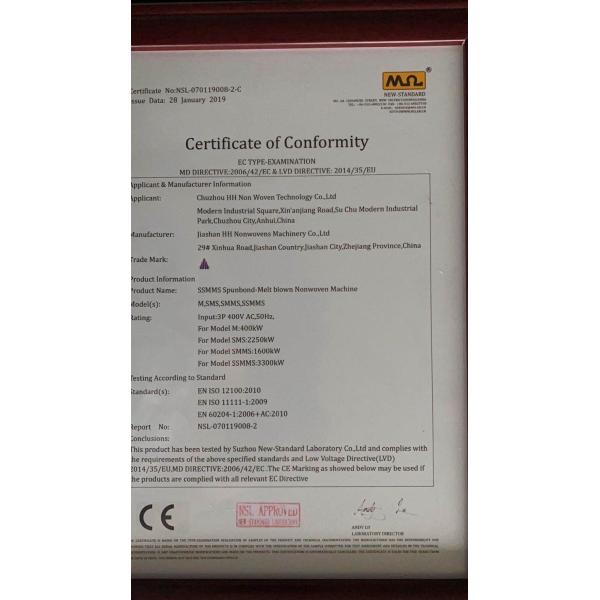 Certificate No:NSL-070119008-2-C
Issue Date: 28 January 2019
NEW-STANDARD
Certificate of Conformity
EC TYPE-EXAMINATION
MD DIRECTIVE:2006/42/EC & LVD DIRECTIVE: 2014/35/EU
Applicant & Manufacturer Information
Applicant: Chuzhou HH Non Woven Technology Co.,Ltd
Modern Industrial Square,Xin'anjiang Road,Su Chu Modern Industrial
Park,Chuzhou City,Anhui,China
Manufacturer: Jiashan HH Nonwovens Machinery Co.,Ltd
29# Xinhua Road,Jiashan Country,Jiashan City,Zhejiang Province,China
Trade Mark:
Product Information
Product Name: SSMMS Spunbond-Melt blown Nonwoven Machine
Model(s): M,SMS,SMMS,SSMMS
Rating: Input:3P 400V AC,50Hz,
For Model M:400kW
For Model SMS:2250kW
For Model SMMS:1600kW
For Model SSMMS:3300kW
Testing According to Standard
Standard(s): EN ISO 12100:2010
EN ISO 11111-1:2009
EN 60204-1:2006+AC:2010
Report No: NSL-070119008-2
Conclusions:
This product has been tested by Suzhou New-Standard Laboratory Co.,Ltd and complies with
the requirements of the above specified standards and Low Voltage Directive(LVD)
2014/35/EU,MD DIRECTIVE:2006/42/EC .The CE Marking as showed below may be used if
the products are complied with all relevant EC Directive
CE
NSL APPROVED
NEW-STANDARD LABORATORY
ANDY LU
LABORATORY DIRECTOR